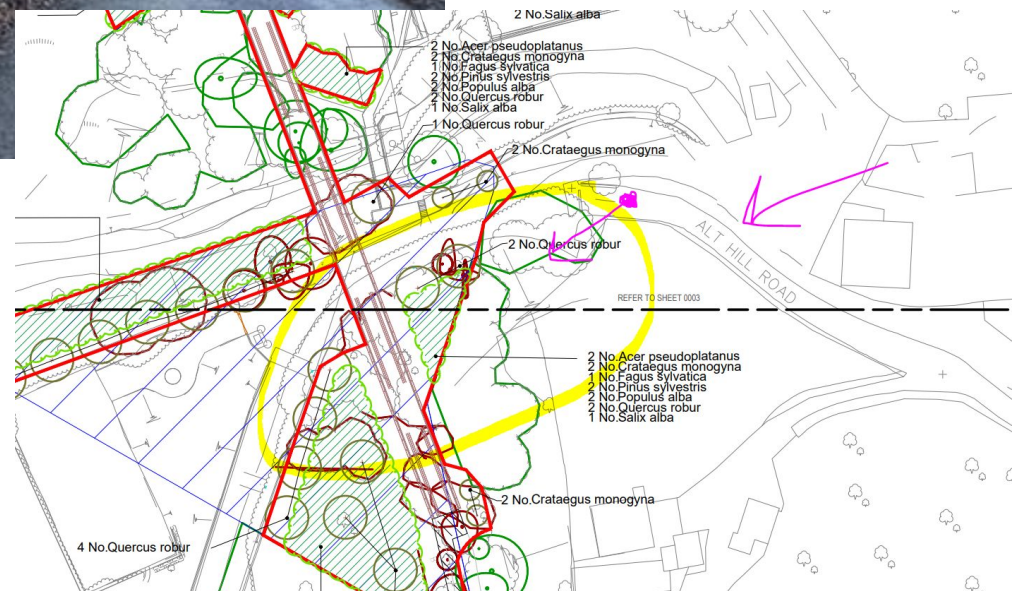 2 No.Salix alba
2 No.Acer pseudoplatanus
2 No.Crataegus monogyna
1 No.Fagus sylvatica
2 No.Pinus sylvestris
2 No.Populus alba
2 No.Quercus robur
1 No.Salix alba
1 No.Quercus robur
2 No.Crataegus monogyna
2 No.Quercus robur
ALT HILL ROAD
REFER TO SHEET 0003
2 No.Acer pseudoplatanus
2 No.Crataegus monogyna
1 No.Fagus sylvatica
2 No.Pinus sylvestris
2 No.Populus alba
2 No.Quercus robur
1 No.Salix alba
2 No.Crataegus monogyna
4 No.Quercus robur